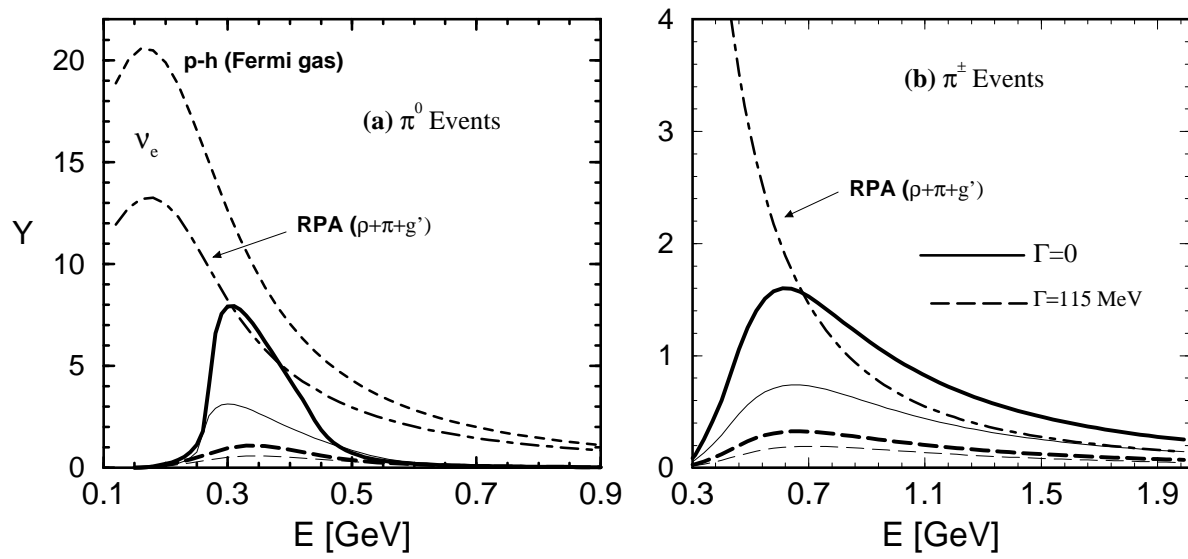 20
15
10
5
0
Y
p-h (Fermi gas)
(a) π⁰ Events
νₑ
RPA (ρ+π+g’)
0.1 0.3 0.5 0.7 0.9
E [GeV]
4
3
2
1
0
(b) π± Events
RPA (ρ+π+g’)
Γ=0
Γ=115 MeV
0.3 0.7 1.1 1.5 1.9
E [GeV]